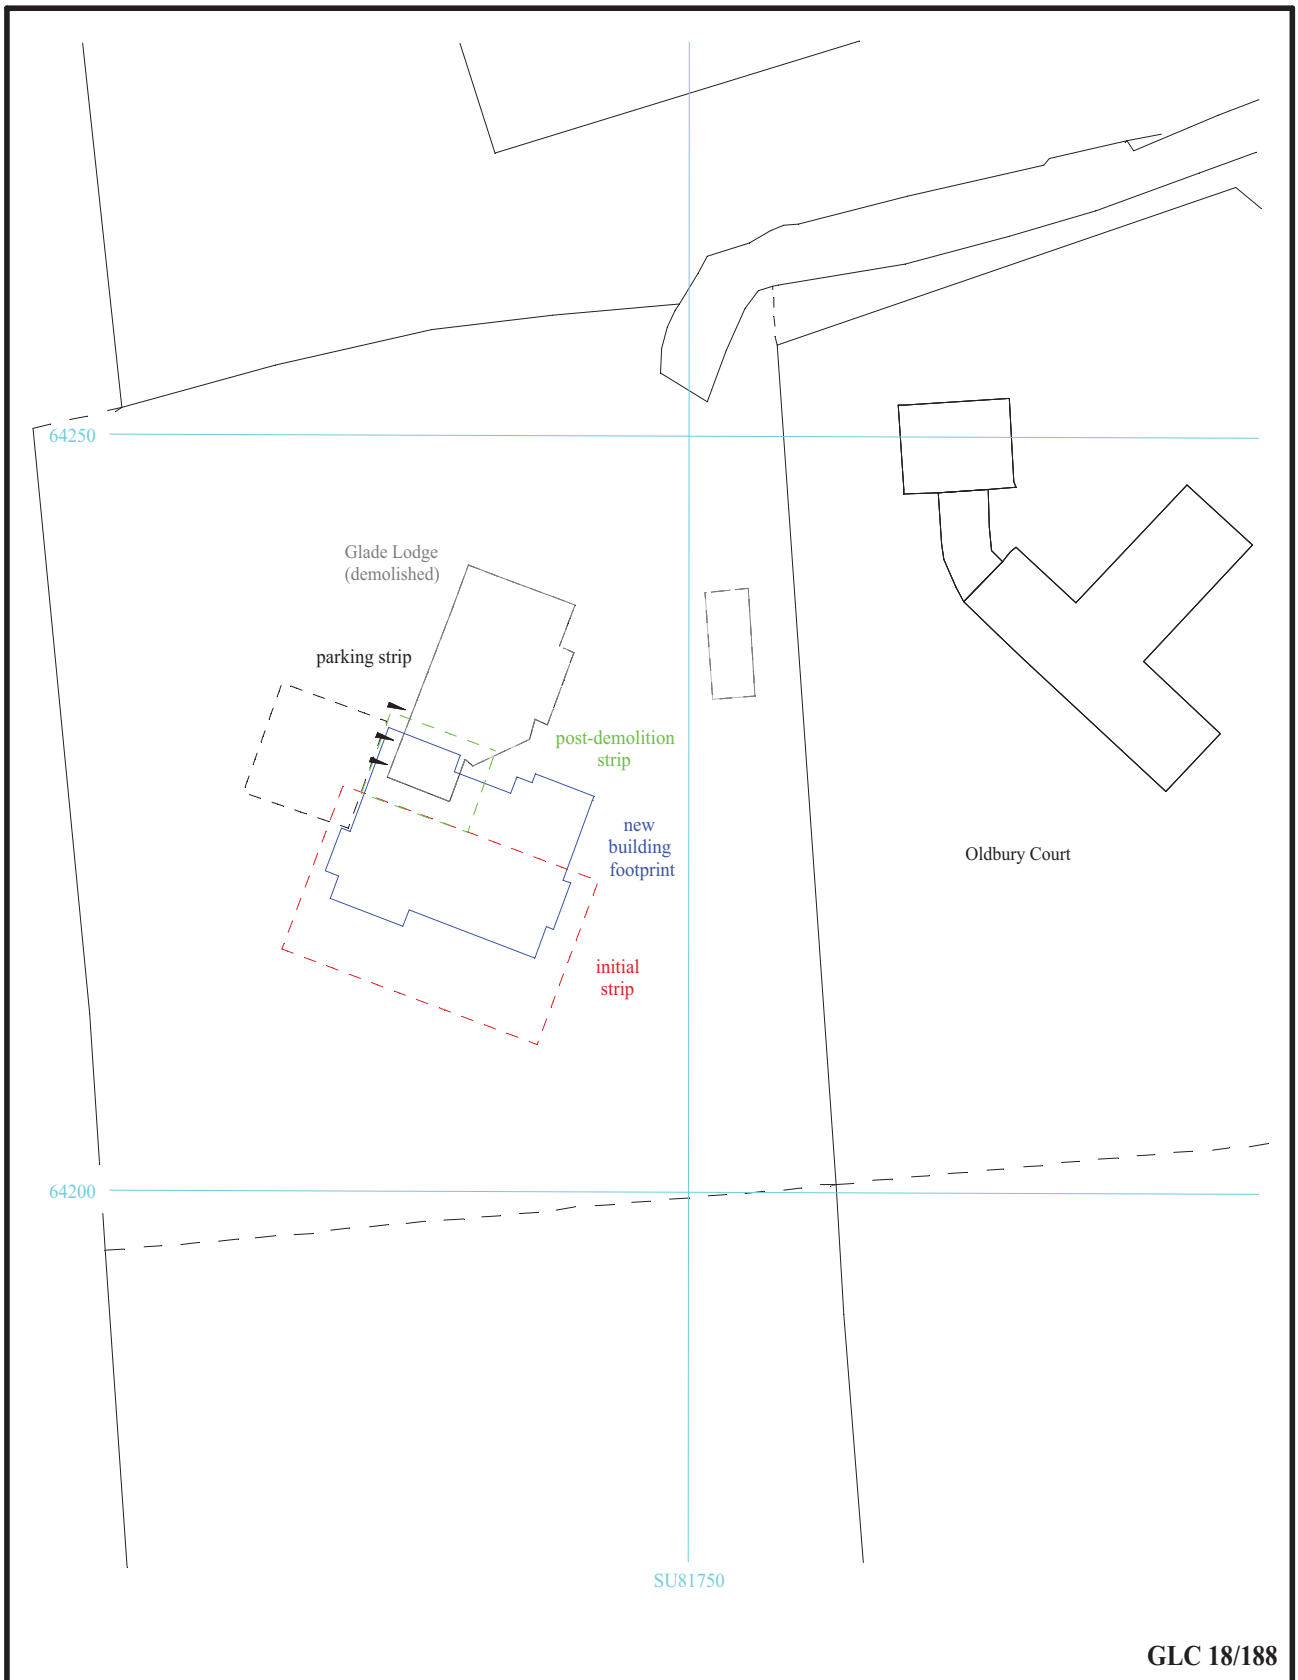 64250
Glade Lodge
(demolished)
parking strip
post-demolition
strip
new
building
footprint
Oldbury Court
initial
strip
64200
SU81750
GLC 18/188